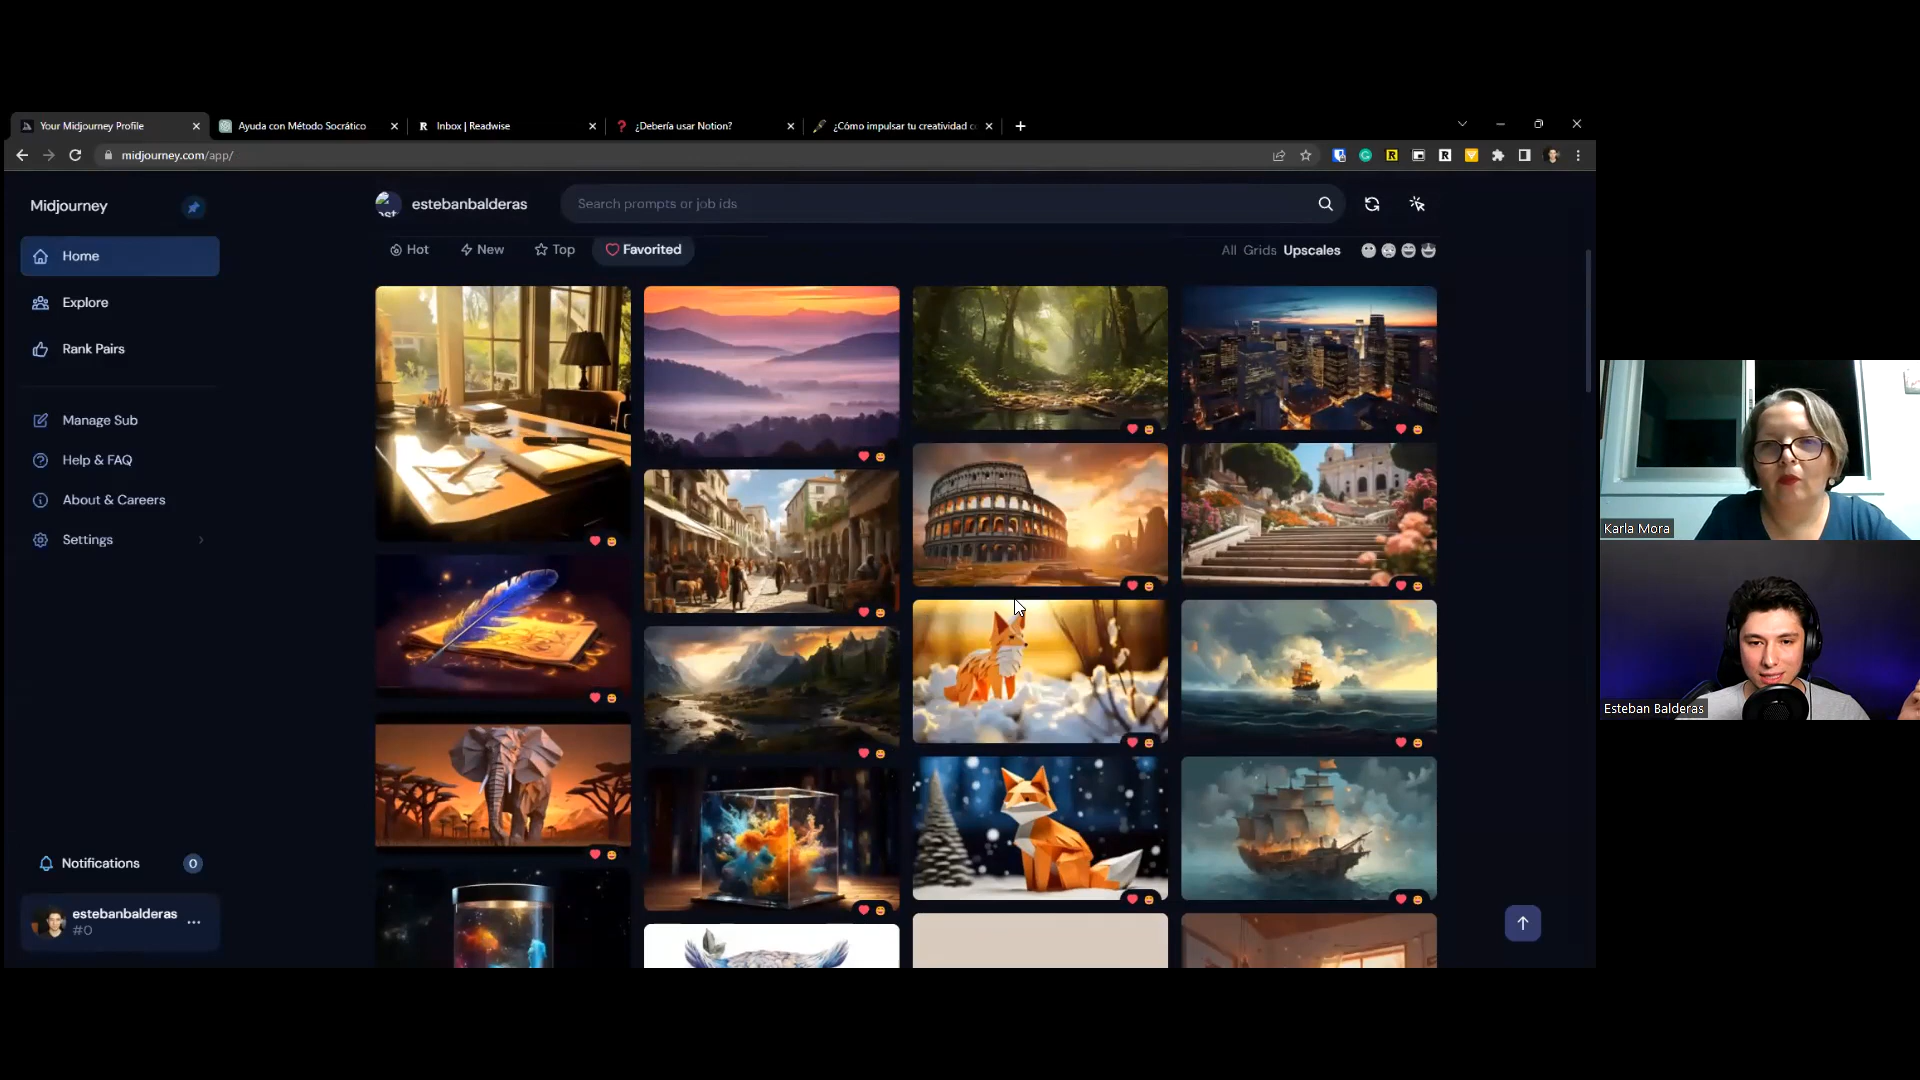 Your Midjourney Profile
Ayuda con Método Socrático
R Inbox | Readwise
¿Debería usar Notion?
¿Cómo impulsar tu creatividad c
midjourney.com/app/
Midjourney
estebanbalderas
Search prompts or job ids
Home
Hot
New
Top
Favorited
All
Grids
Upscales
Explore
Rank Pairs
Manage Sub
Help & FAQ
About & Careers
Settings
Karla Mora
Esteban Balderas
Notifications
0
estebanbalderas
#0